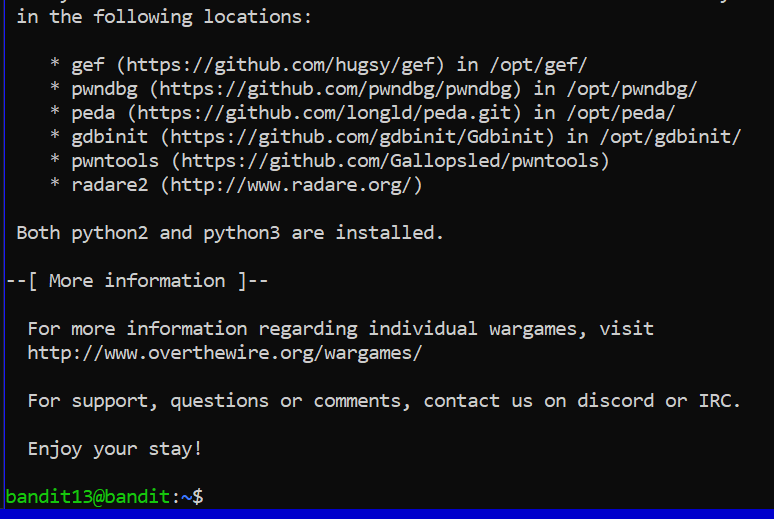 in the following locations:
* gef (https://github.com/hugsy/gef) in /opt/gef/
* pwndbg (https://github.com/pwndbg/pwndbg) in /opt/pwndbg/
* peda (https://github.com/longld/peda.git) in /opt/peda/
* gdbinit (https://github.com/gdbinit/Gdbinit) in /opt/gdbinit/
* pwntools (https://github.com/Gallopsled/pwntools)
* radare2 (http://www.radare.org/)
Both python2 and python3 are installed.
--[ More information ]--
For more information regarding individual wargames, visit
http://www.overthewire.org/wargames/
For support, questions or comments, contact us on discord or IRC.
Enjoy your stay!
bandit13@bandit:~$